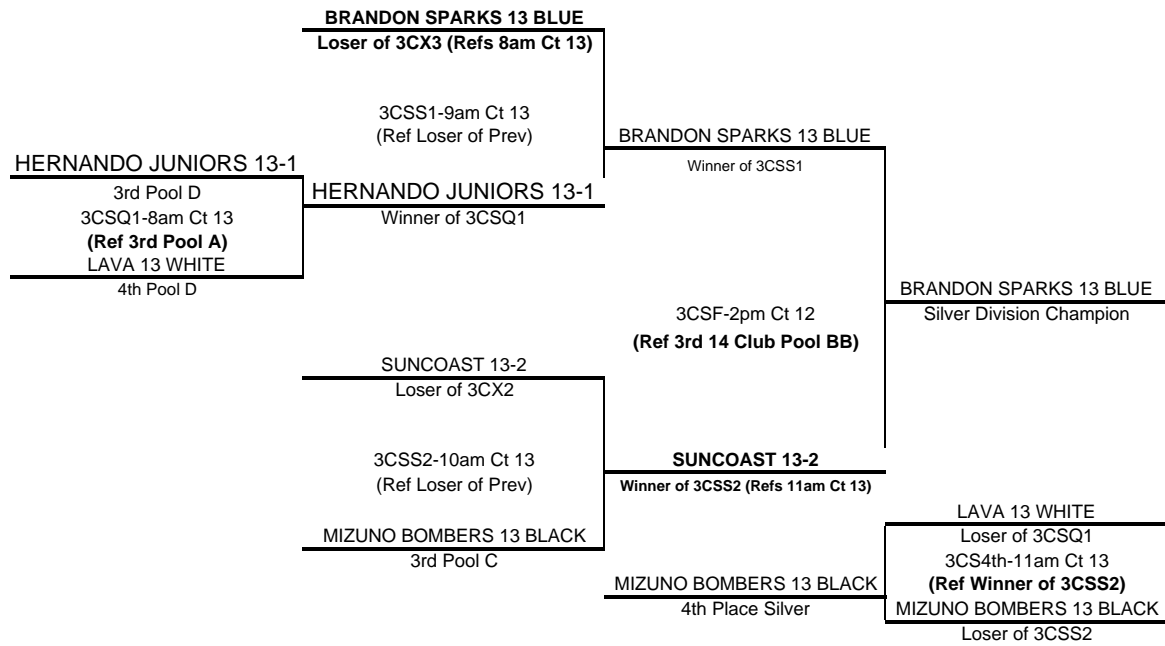 BRANDON SPARKS 13 BLUE
Loser of 3CX3 (Refs 8am Ct 13)
3CSS1-9am Ct 13
(Ref Loser of Prev)
BRANDON SPARKS 13 BLUE
Winner of 3CSS1
HERNANDO JUNIORS 13-1
3rd Pool D
3CSQ1-8am Ct 13
(Ref 3rd Pool A)
LAVA 13 WHITE
4th Pool D
HERNANDO JUNIORS 13-1
Winner of 3CSQ1
BRANDON SPARKS 13 BLUE
Silver Division Champion
3CSF-2pm Ct 12
(Ref 3rd 14 Club Pool BB)
SUNCOAST 13-2
Loser of 3CX2
3CSS2-10am Ct 13
(Ref Loser of Prev)
SUNCOAST 13-2
Winner of 3CSS2 (Refs 11am Ct 13)
MIZUNO BOMBERS 13 BLACK
3rd Pool C
LAVA 13 WHITE
Loser of 3CSQ1
3CS4th-11am Ct 13
(Ref Winner of 3CSS2)
MIZUNO BOMBERS 13 BLACK
4th Place Silver
MIZUNO BOMBERS 13 BLACK
Loser of 3CSS2